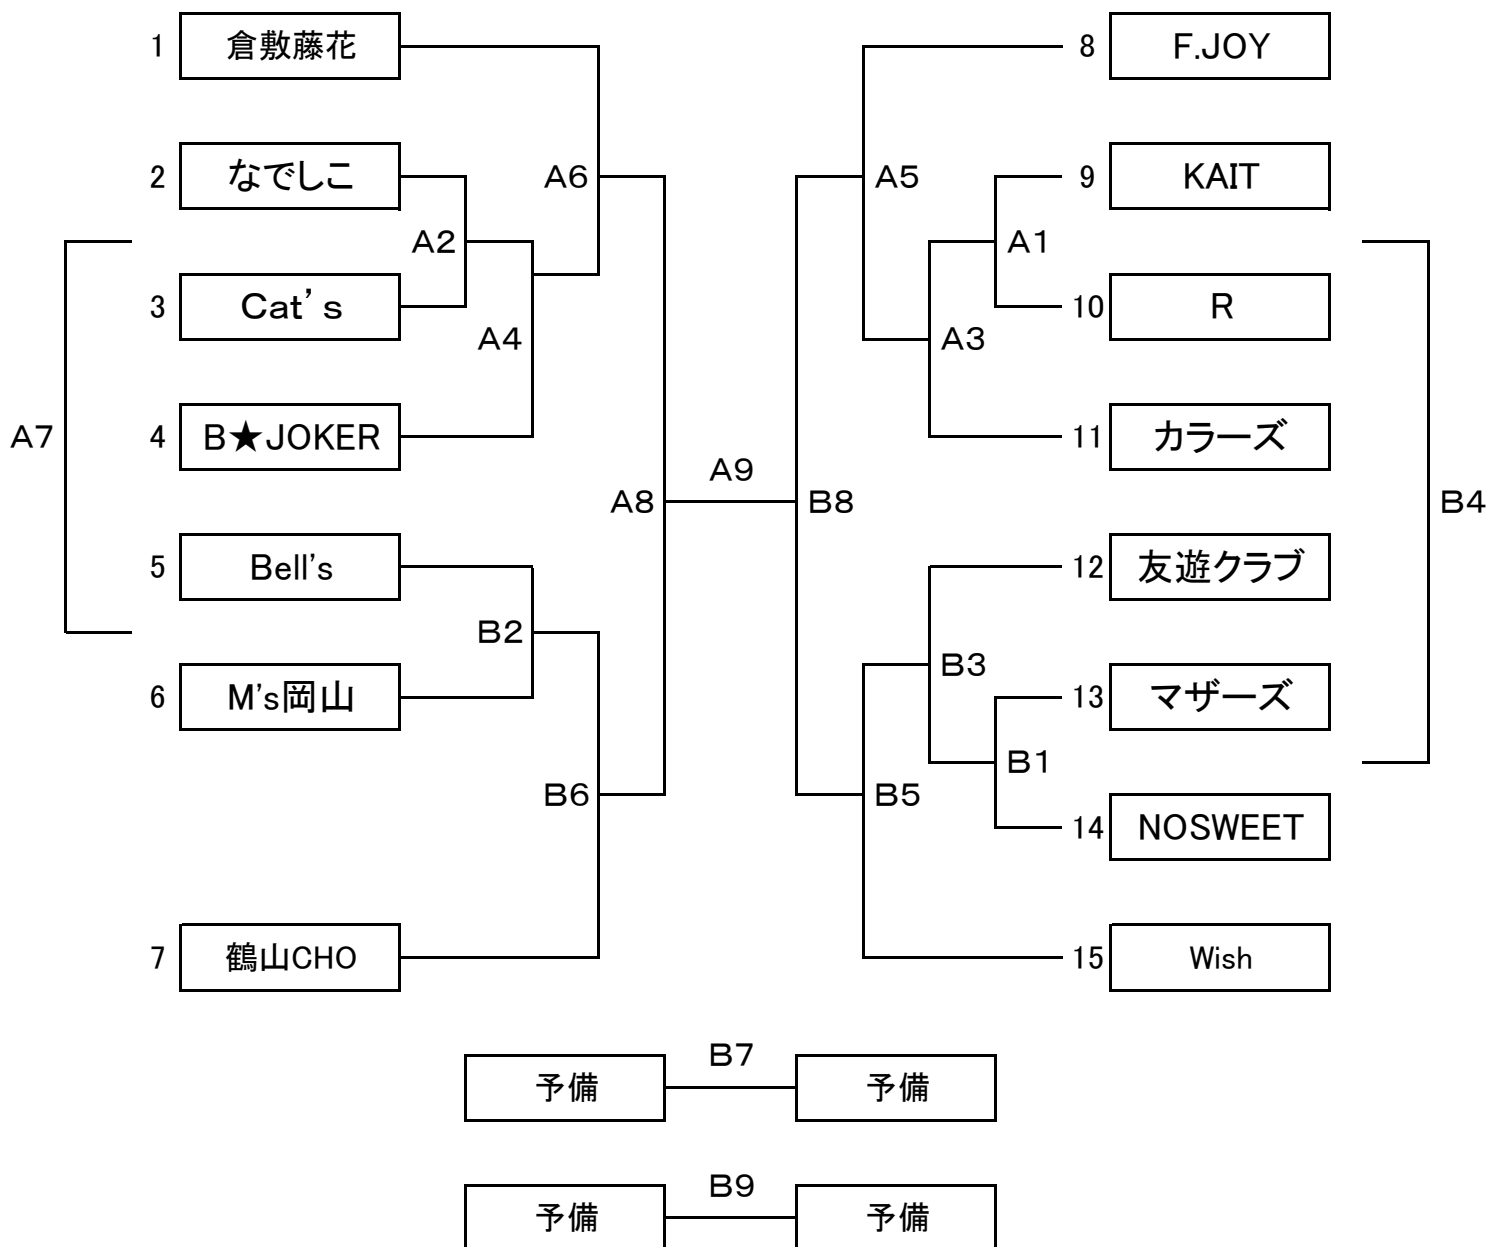 1 倉敷藤花
8 F.JOY
2 なでしこ
A6
A5
9 KAIT
A2
A1
3 Cat’s
10 R
A4
A3
A7
4 B★JOKER
11 カラーズ
A9
A8
B8
B4
5 Bell's
12 友遊クラブ
B2
B3
6 M's岡山
13 マザーズ
B1
B6
B5
14 NOSWEET
7 鶴山CHO
15 Wish
B7
予備 予備
B9
予備 予備